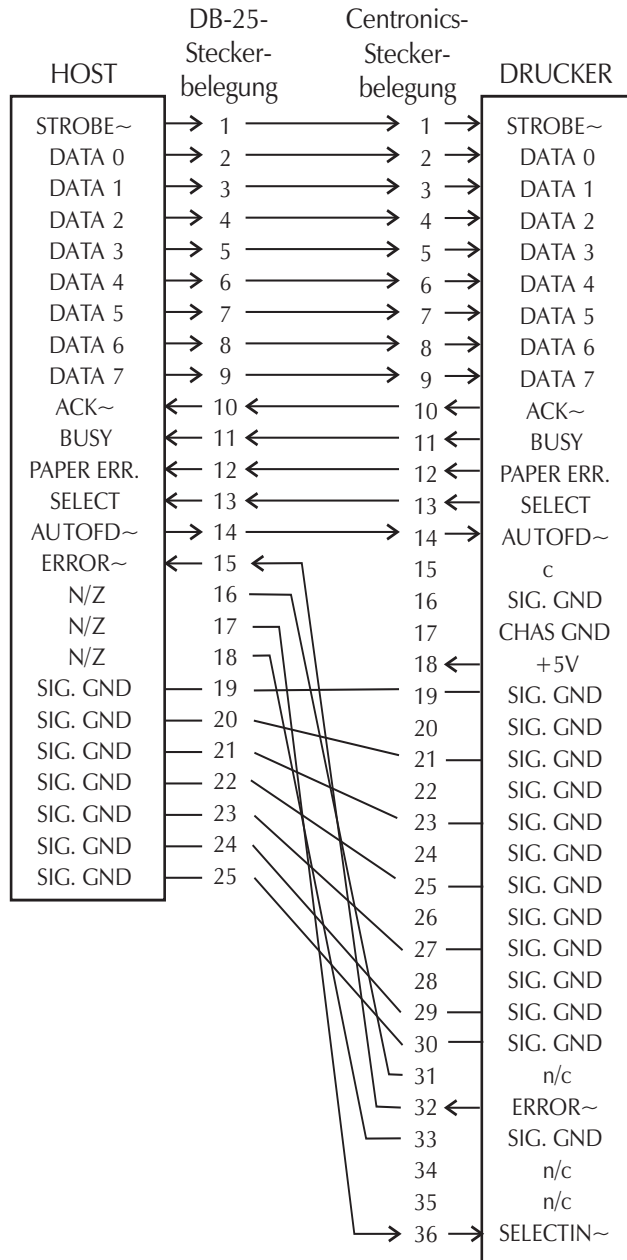 DB-25-
Stecker-
belegung
Centronics-
Stecker-
belegung
HOST
DRUCKER
STROBE~ 1 1 STROBE~
DATA 0 2 2 DATA 0
DATA 1 3 3 DATA 1
DATA 2 4 4 DATA 2
DATA 3 5 5 DATA 3
DATA 4 6 6 DATA 4
DATA 5 7 7 DATA 5
DATA 6 8 8 DATA 6
DATA 7 9 9 DATA 7
ACK~ 10 10 ACK~
BUSY 11 11 BUSY
PAPER ERR. 12 12 PAPER ERR.
SELECT 13 13 SELECT
AUTOFD~ 14 14 AUTOFD~
ERROR~ 15 15 c
N/Z 16 16 SIG. GND
N/Z 17 17 CHAS GND
N/Z 18 18 +5V
SIG. GND 19 19 SIG. GND
SIG. GND 20 20 SIG. GND
SIG. GND 21 21 SIG. GND
SIG. GND 22 22 SIG. GND
SIG. GND 23 23 SIG. GND
SIG. GND 24 24 SIG. GND
SIG. GND 25 25 SIG. GND
26 SIG. GND
27 SIG. GND
28 SIG. GND
29 SIG. GND
30 SIG. GND
31 n/c
32 ERROR~
33 SIG. GND
34 n/c
35 n/c
36 SELECTIN~